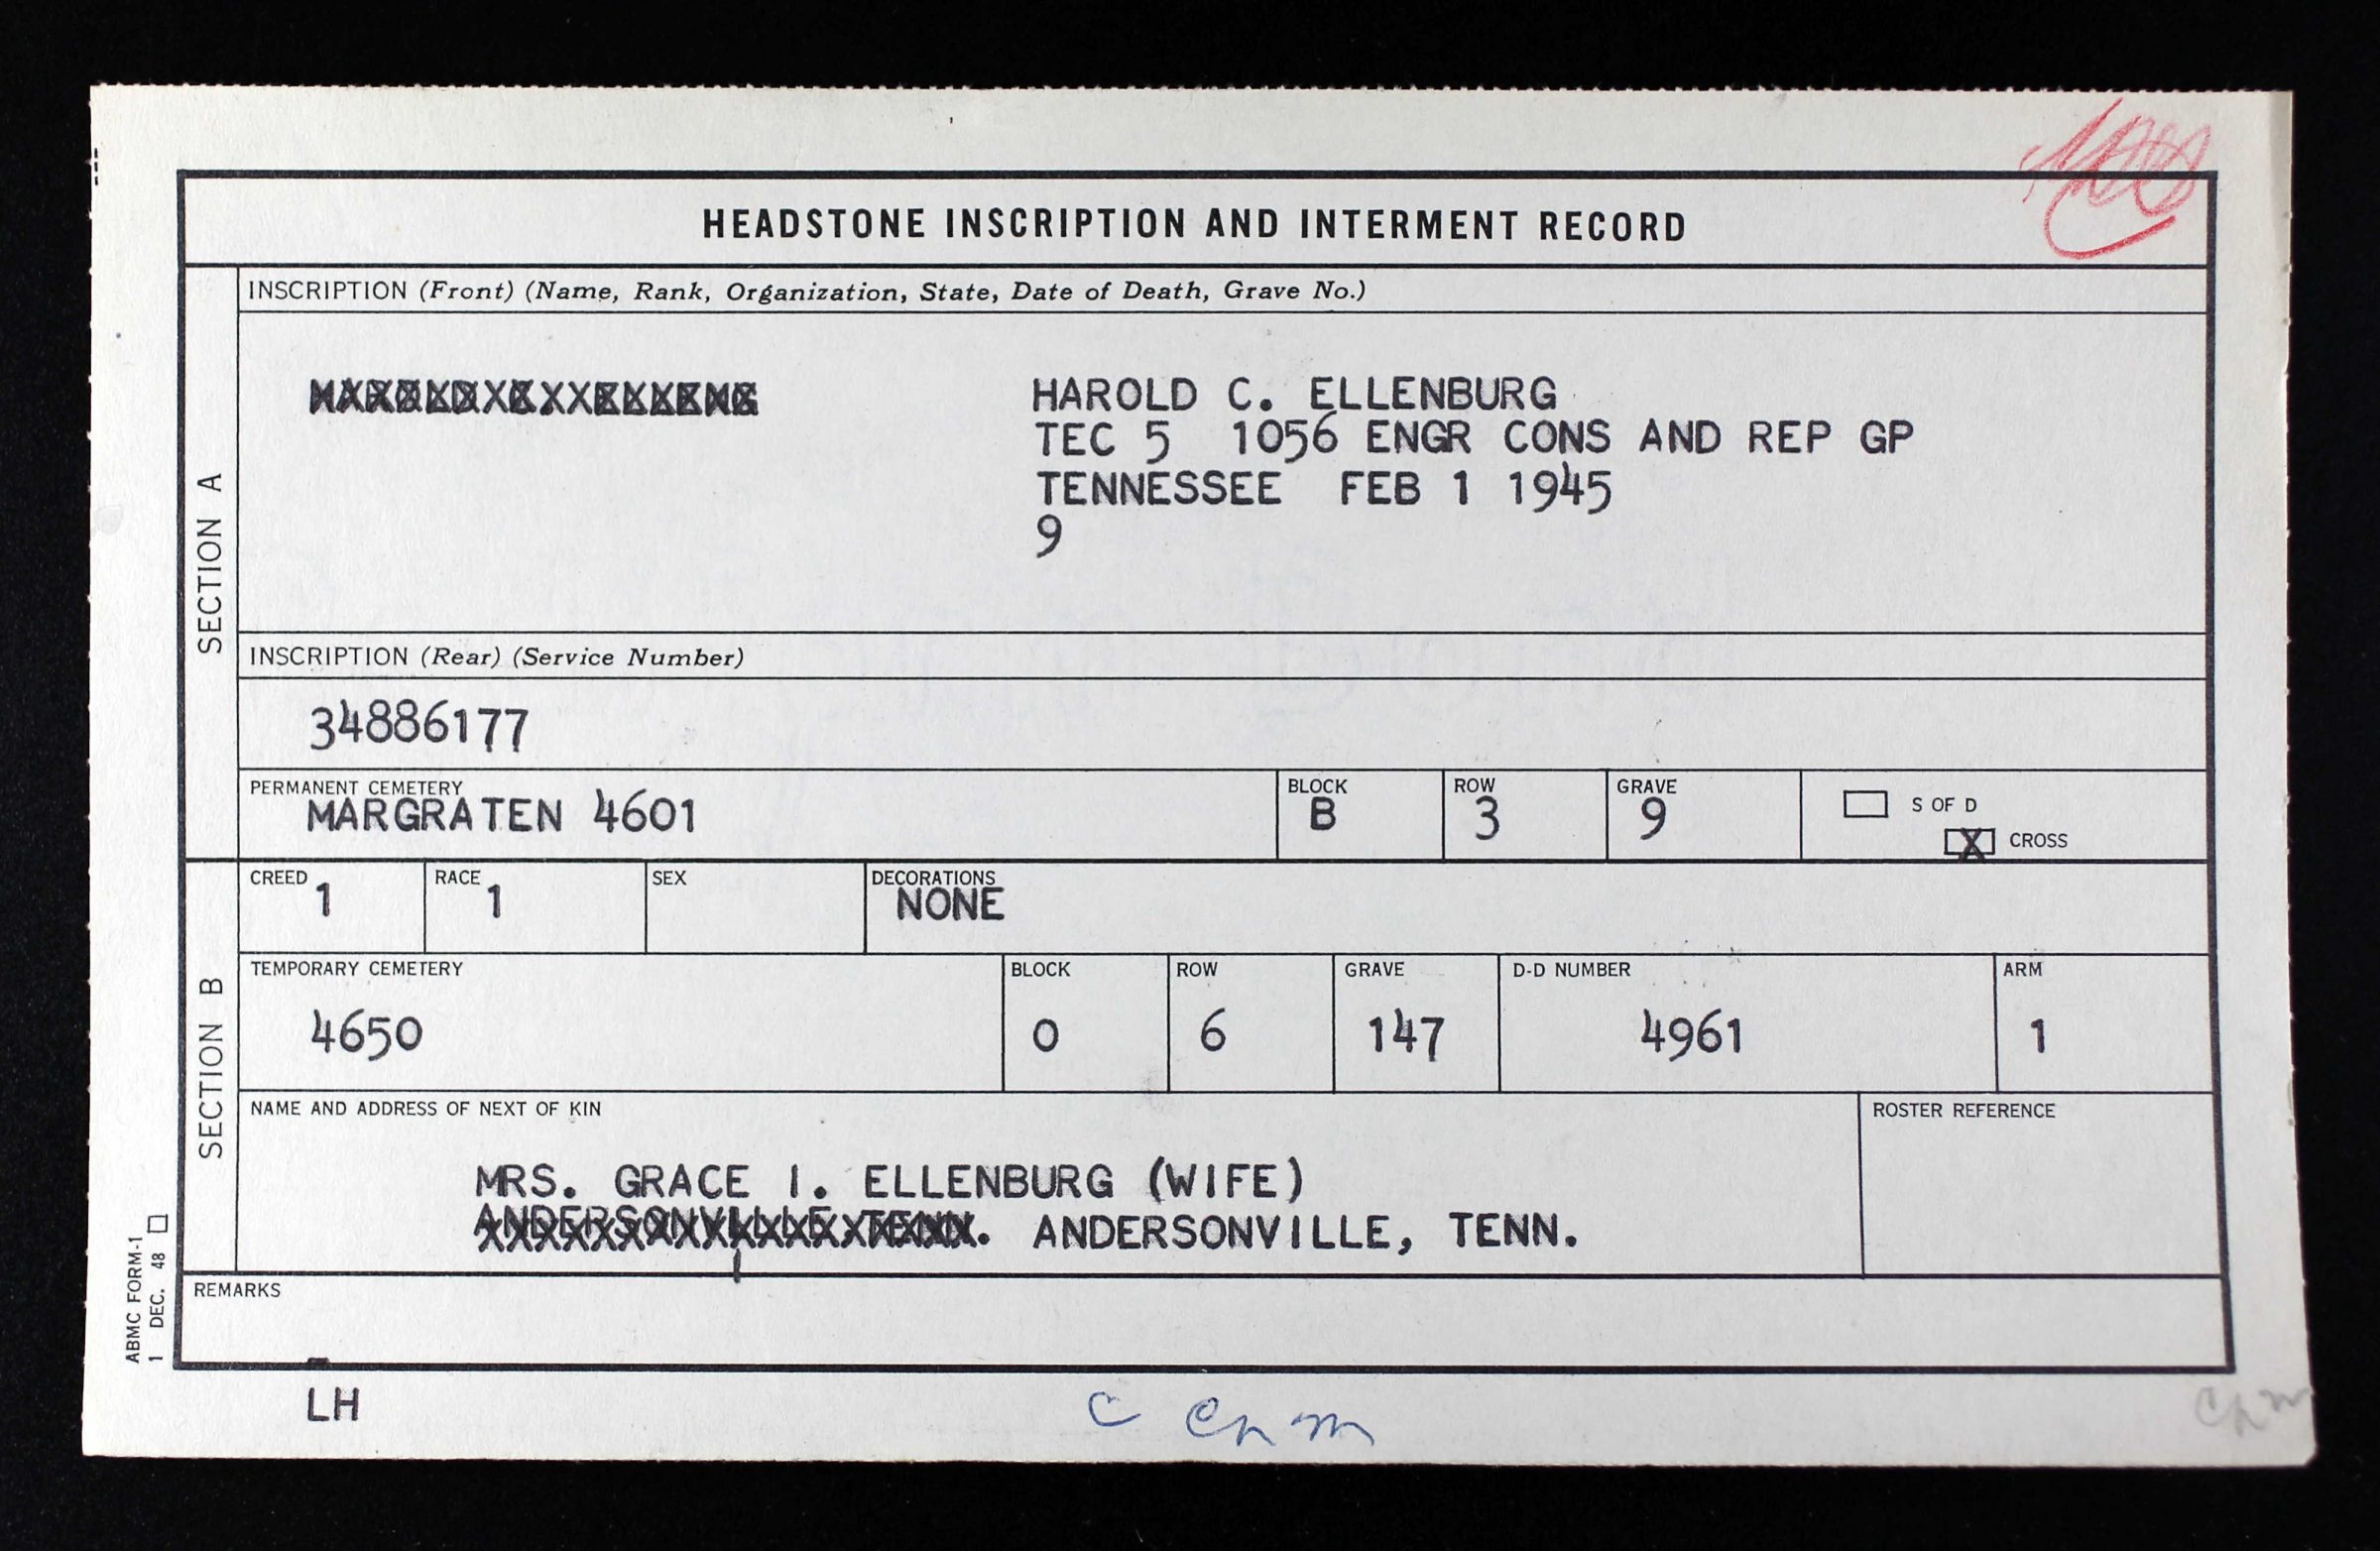 HEADSTONE INSCRIPTION AND INTERMENT RECORD
SECTION A
INSCRIPTION (Front) (Name, Rank, Organization, State, Date of Death, Grave No.)
HAROLD C. ELLENBURG
TEC 5 1056 ENGR CONS AND REP GP
TENNESSEE FEB 1 1945
9
INSCRIPTION (Rear) (Service Number)
34886177
PERMANENT CEMETERY BLOCK ROW GRAVE
MARGRATEN 4601 B 3 9
S OF D
X CROSS
SECTION B
CREED RACE SEX DECORATIONS
1 1 NONE
TEMPORARY CEMETERY BLOCK ROW GRAVE D-D NUMBER ARM
4650 O 6 147 4961 1
NAME AND ADDRESS OF NEXT OF KIN ROSTER REFERENCE
MRS. GRACE I. ELLENBURG (WIFE)
ANDERSONVILLE, TENN.
REMARKS
ABMC FORM-1
1 DEC. 48
LH